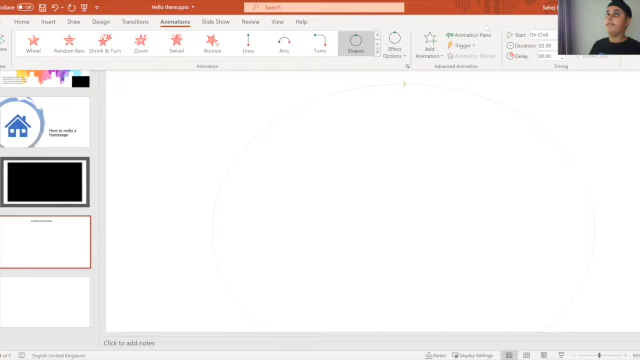 AutoSave Off
Hello there.pptx
Search
Sahej
Home Insert Draw Design Transitions Animations Slide Show Review View Help
Wheel Random Bars Shrink & Turn Zoom Swivel Bounce Lines Arcs Turns Shapes
Effect Options
Add Animation
Animation Pane
Trigger
Animation Painter
Start: On Click
Duration: 02.00
Delay: 00.00
Animation
Advanced Animation
Timing
How to make a
homepage
Click to add notes
English (United Kingdom)
Notes
Display Settings